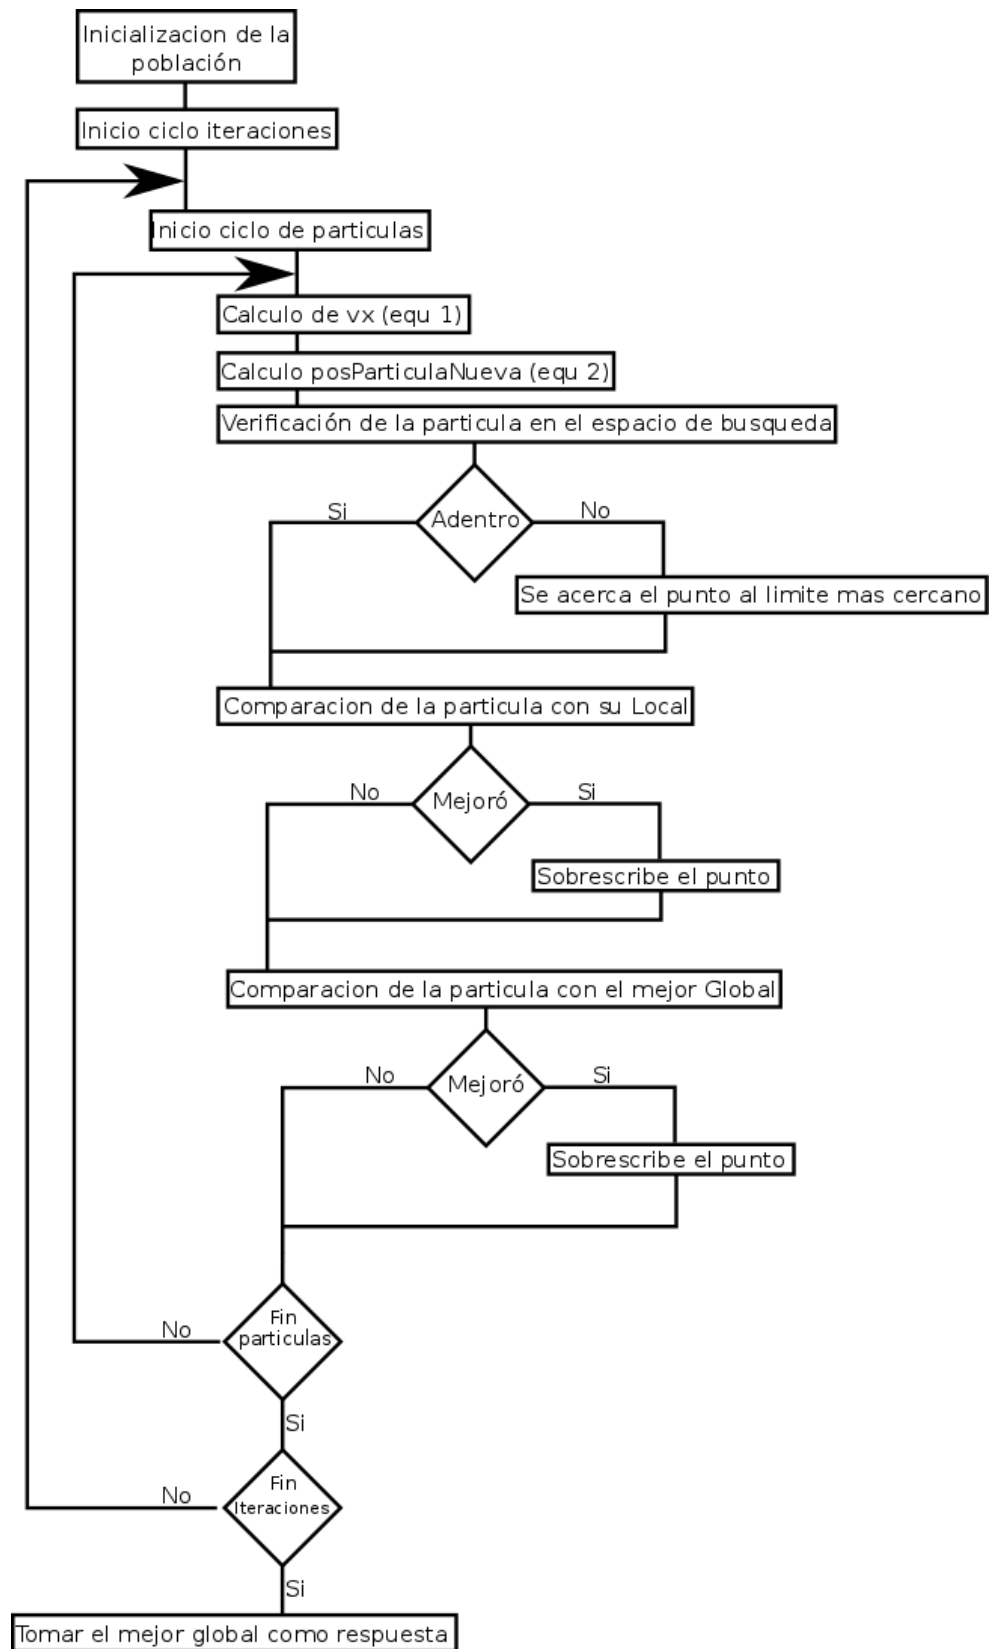 Inicializacion de la
población
Inicio ciclo iteraciones
Inicio ciclo de particulas
Calculo de vx (equ 1)
Calculo posParticulaNueva (equ 2)
Verificación de la particula en el espacio de busqueda
Adentro
Si
No
Se acerca el punto al limite mas cercano
Comparacion de la particula con su Local
No
Mejoró
Si
Sobrescribe el punto
Comparacion de la particula con el mejor Global
No
Mejoró
Si
Sobrescribe el punto
Fin
particulas
No
Si
Fin
Iteraciones
No
Si
Tomar el mejor global como respuesta